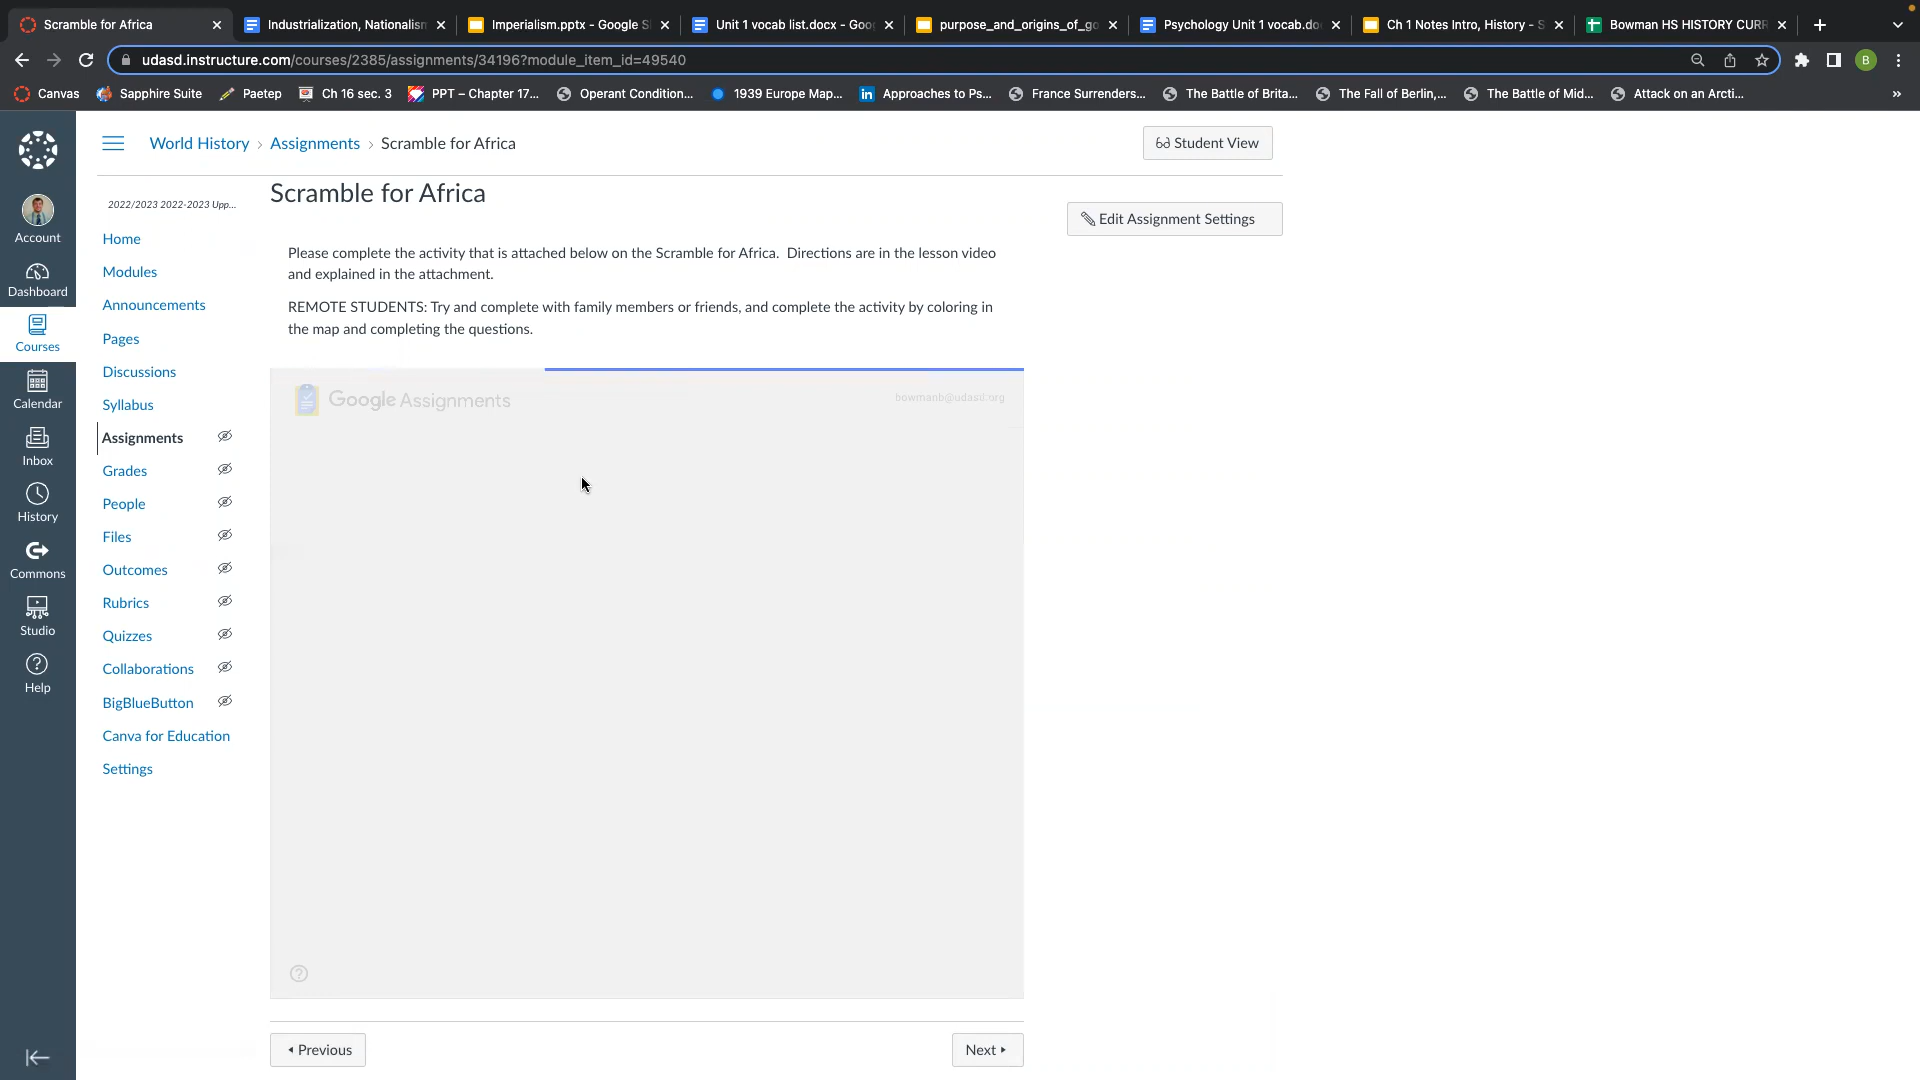 Scramble for Africa
Industrialization, Nationalism
Imperialism.pptx - Google S
Unit 1 vocab list.docx - Goo
purpose_and_origins_of_go
Psychology Unit 1 vocab.do
Ch 1 Notes Intro, History - S
Bowman HS HISTORY CURR
udasd.instructure.com/courses/2385/assignments/34196?module_item_id=49540
B
Canvas
Sapphire Suite
Paetep
Ch 16 sec. 3
PPT – Chapter 17...
Operant Condition...
1939 Europe Map...
Approaches to Ps...
France Surrenders...
The Battle of Brita...
The Fall of Berlin,...
The Battle of Mid...
Attack on an Arcti...
World History › Assignments › Scramble for Africa
Student View
Account
Dashboard
Courses
Calendar
Inbox
History
Commons
Studio
Help
2022/2023 2022-2023 Upp...
Home
Modules
Announcements
Pages
Discussions
Syllabus
Assignments
Grades
People
Files
Outcomes
Rubrics
Quizzes
Collaborations
BigBlueButton
Canva for Education
Settings
Scramble for Africa
Edit Assignment Settings
Please complete the activity that is attached below on the Scramble for Africa.  Directions are in the lesson video
and explained in the attachment.
REMOTE STUDENTS: Try and complete with family members or friends, and complete the activity by coloring in
the map and completing the questions.
Google Assignments
bowmanb@udasd.org
Previous
Next